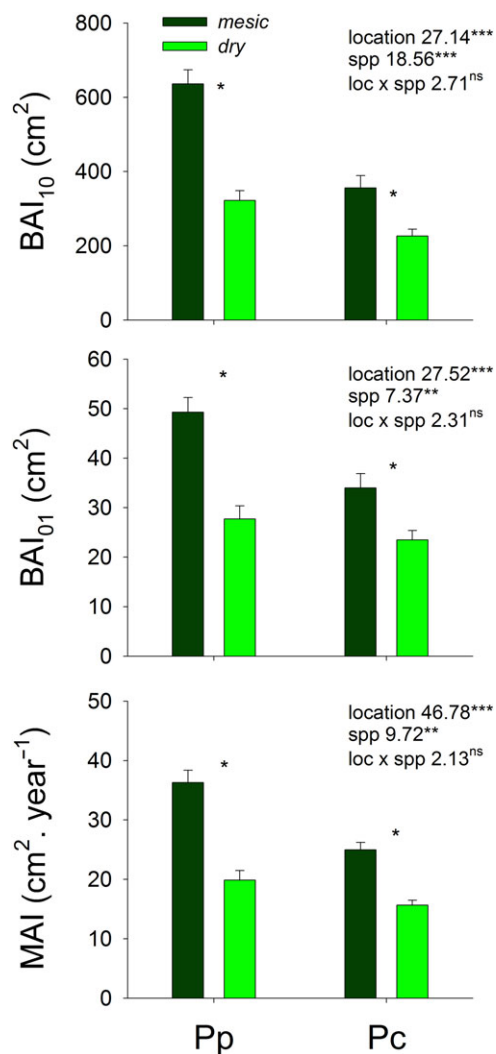 mesic
dry
800
600
400
200
0
BAI₁₀ (cm²)
*
*
location 27.14***
spp 18.56***
loc x spp 2.71ⁿˢ
60
50
40
30
20
10
0
BAI₀₁ (cm²)
*
*
location 27.52***
spp 7.37**
loc x spp 2.31ⁿˢ
50
40
30
20
10
0
MAI (cm² . year⁻¹)
*
*
location 46.78***
spp 9.72**
loc x spp 2.13ⁿˢ
Pp Pc